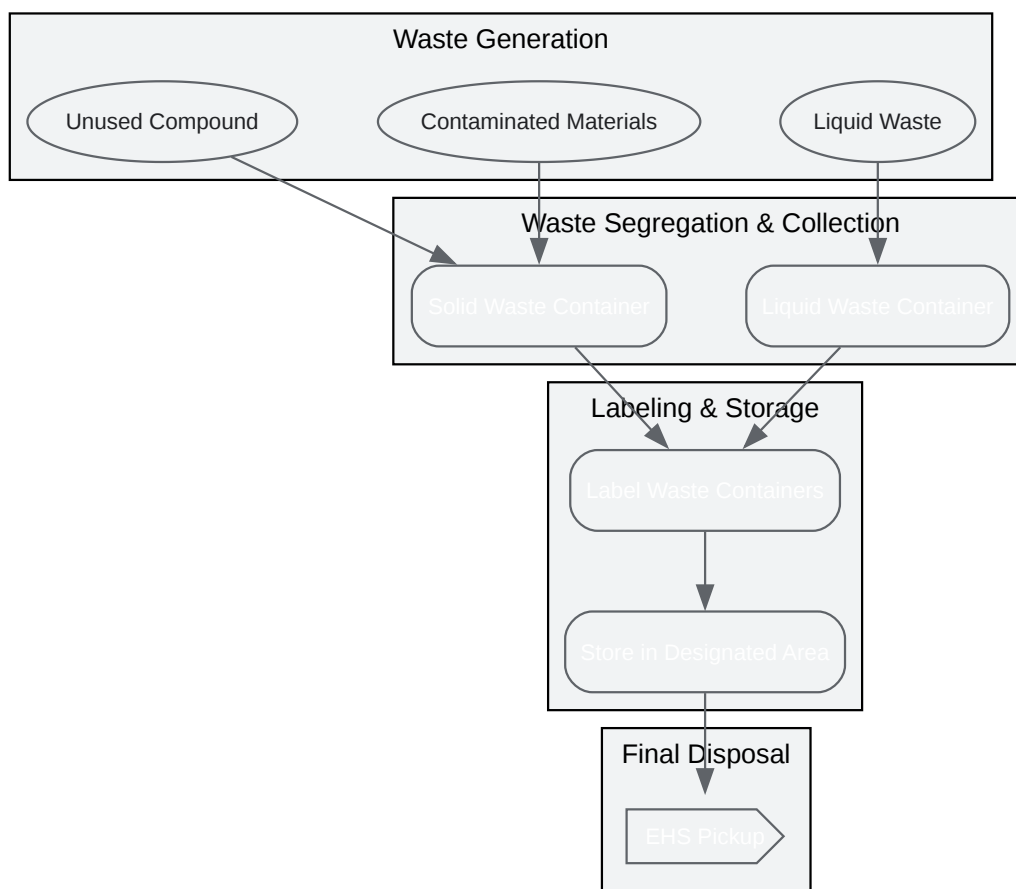 Waste Generation
Unused Compound
Contaminated Materials
Liquid Waste
Waste Segregation & Collection
Solid Waste Container
Liquid Waste Container
Labeling & Storage
Label Waste Containers
Store in Designated Area
Final Disposal
EHS Pickup